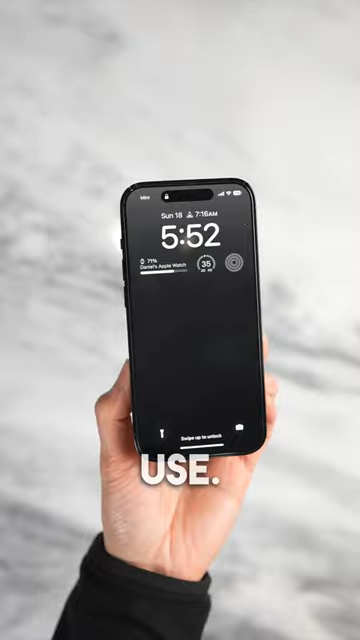 Mint
Sun 18 7:16AM
5:52
71%
Daniel's Apple Watch
35
Swipe up to unlock
USE.